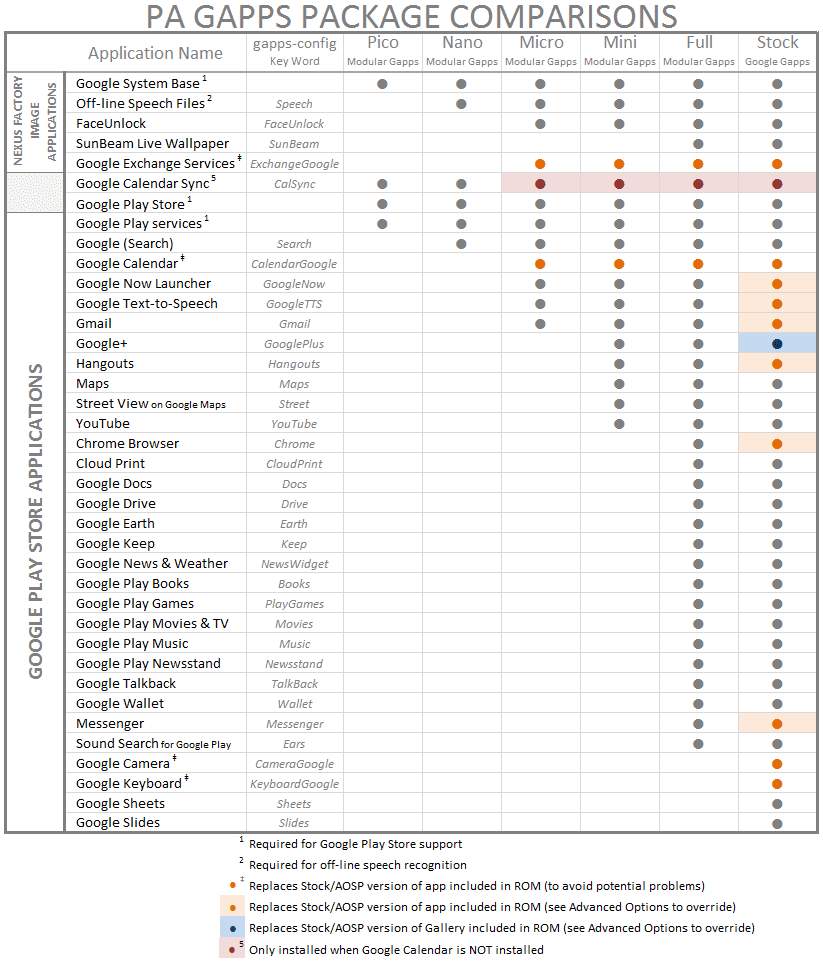 PA GAPPS PACKAGE COMPARISONS
Application Name gapps-config Key Word Pico Modular Gapps Nano Modular Gapps Micro Modular Gapps Mini Modular Gapps Full Modular Gapps Stock Google Gapps
NEXUS FACTORY IMAGE APPLICATIONS
Google System Base 1 ● ● ● ● ● ●
Off-line Speech Files 2 Speech ● ● ● ● ●
FaceUnlock FaceUnlock ● ● ● ●
SunBeam Live Wallpaper SunBeam ● ●
Google Exchange Services ‡ ExchangeGoogle ● ● ● ●
Google Calendar Sync 5 CalSync ● ● ● ● ● ●
Google Play Store 1 ● ● ● ● ● ●
GOOGLE PLAY STORE APPLICATIONS
Google Play services 1 ● ● ● ● ● ●
Google (Search) Search ● ● ● ● ●
Google Calendar ‡ CalendarGoogle ● ● ● ●
Google Now Launcher GoogleNow ● ● ● ●
Google Text-to-Speech GoogleTTS ● ● ● ●
Gmail Gmail ● ● ● ●
Google+ GooglePlus ● ● ●
Hangouts Hangouts ● ● ●
Maps Maps ● ● ●
Street View on Google Maps Street ● ● ●
YouTube YouTube ● ● ●
Chrome Browser Chrome ● ●
Cloud Print CloudPrint ● ●
Google Docs Docs ● ●
Google Drive Drive ● ●
Google Earth Earth ● ●
Google Keep Keep ● ●
Google News & Weather NewsWidget ● ●
Google Play Books Books ● ●
Google Play Games PlayGames ● ●
Google Play Movies & TV Movies ● ●
Google Play Music Music ● ●
Google Play Newsstand Newsstand ● ●
Google Talkback TalkBack ● ●
Google Wallet Wallet ● ●
Messenger Messenger ● ●
Sound Search for Google Play Ears ● ●
Google Camera ‡ CameraGoogle ●
Google Keyboard ‡ KeyboardGoogle ●
Google Sheets Sheets ●
Google Slides Slides ●
1 Required for Google Play Store support
2 Required for off-line speech recognition
● ‡ Replaces Stock/AOSP version of app included in ROM (to avoid potential problems)
● Replaces Stock/AOSP version of app included in ROM (see Advanced Options to override)
● Replaces Stock/AOSP version of Gallery included in ROM (see Advanced Options to override)
● 5 Only installed when Google Calendar is NOT installed